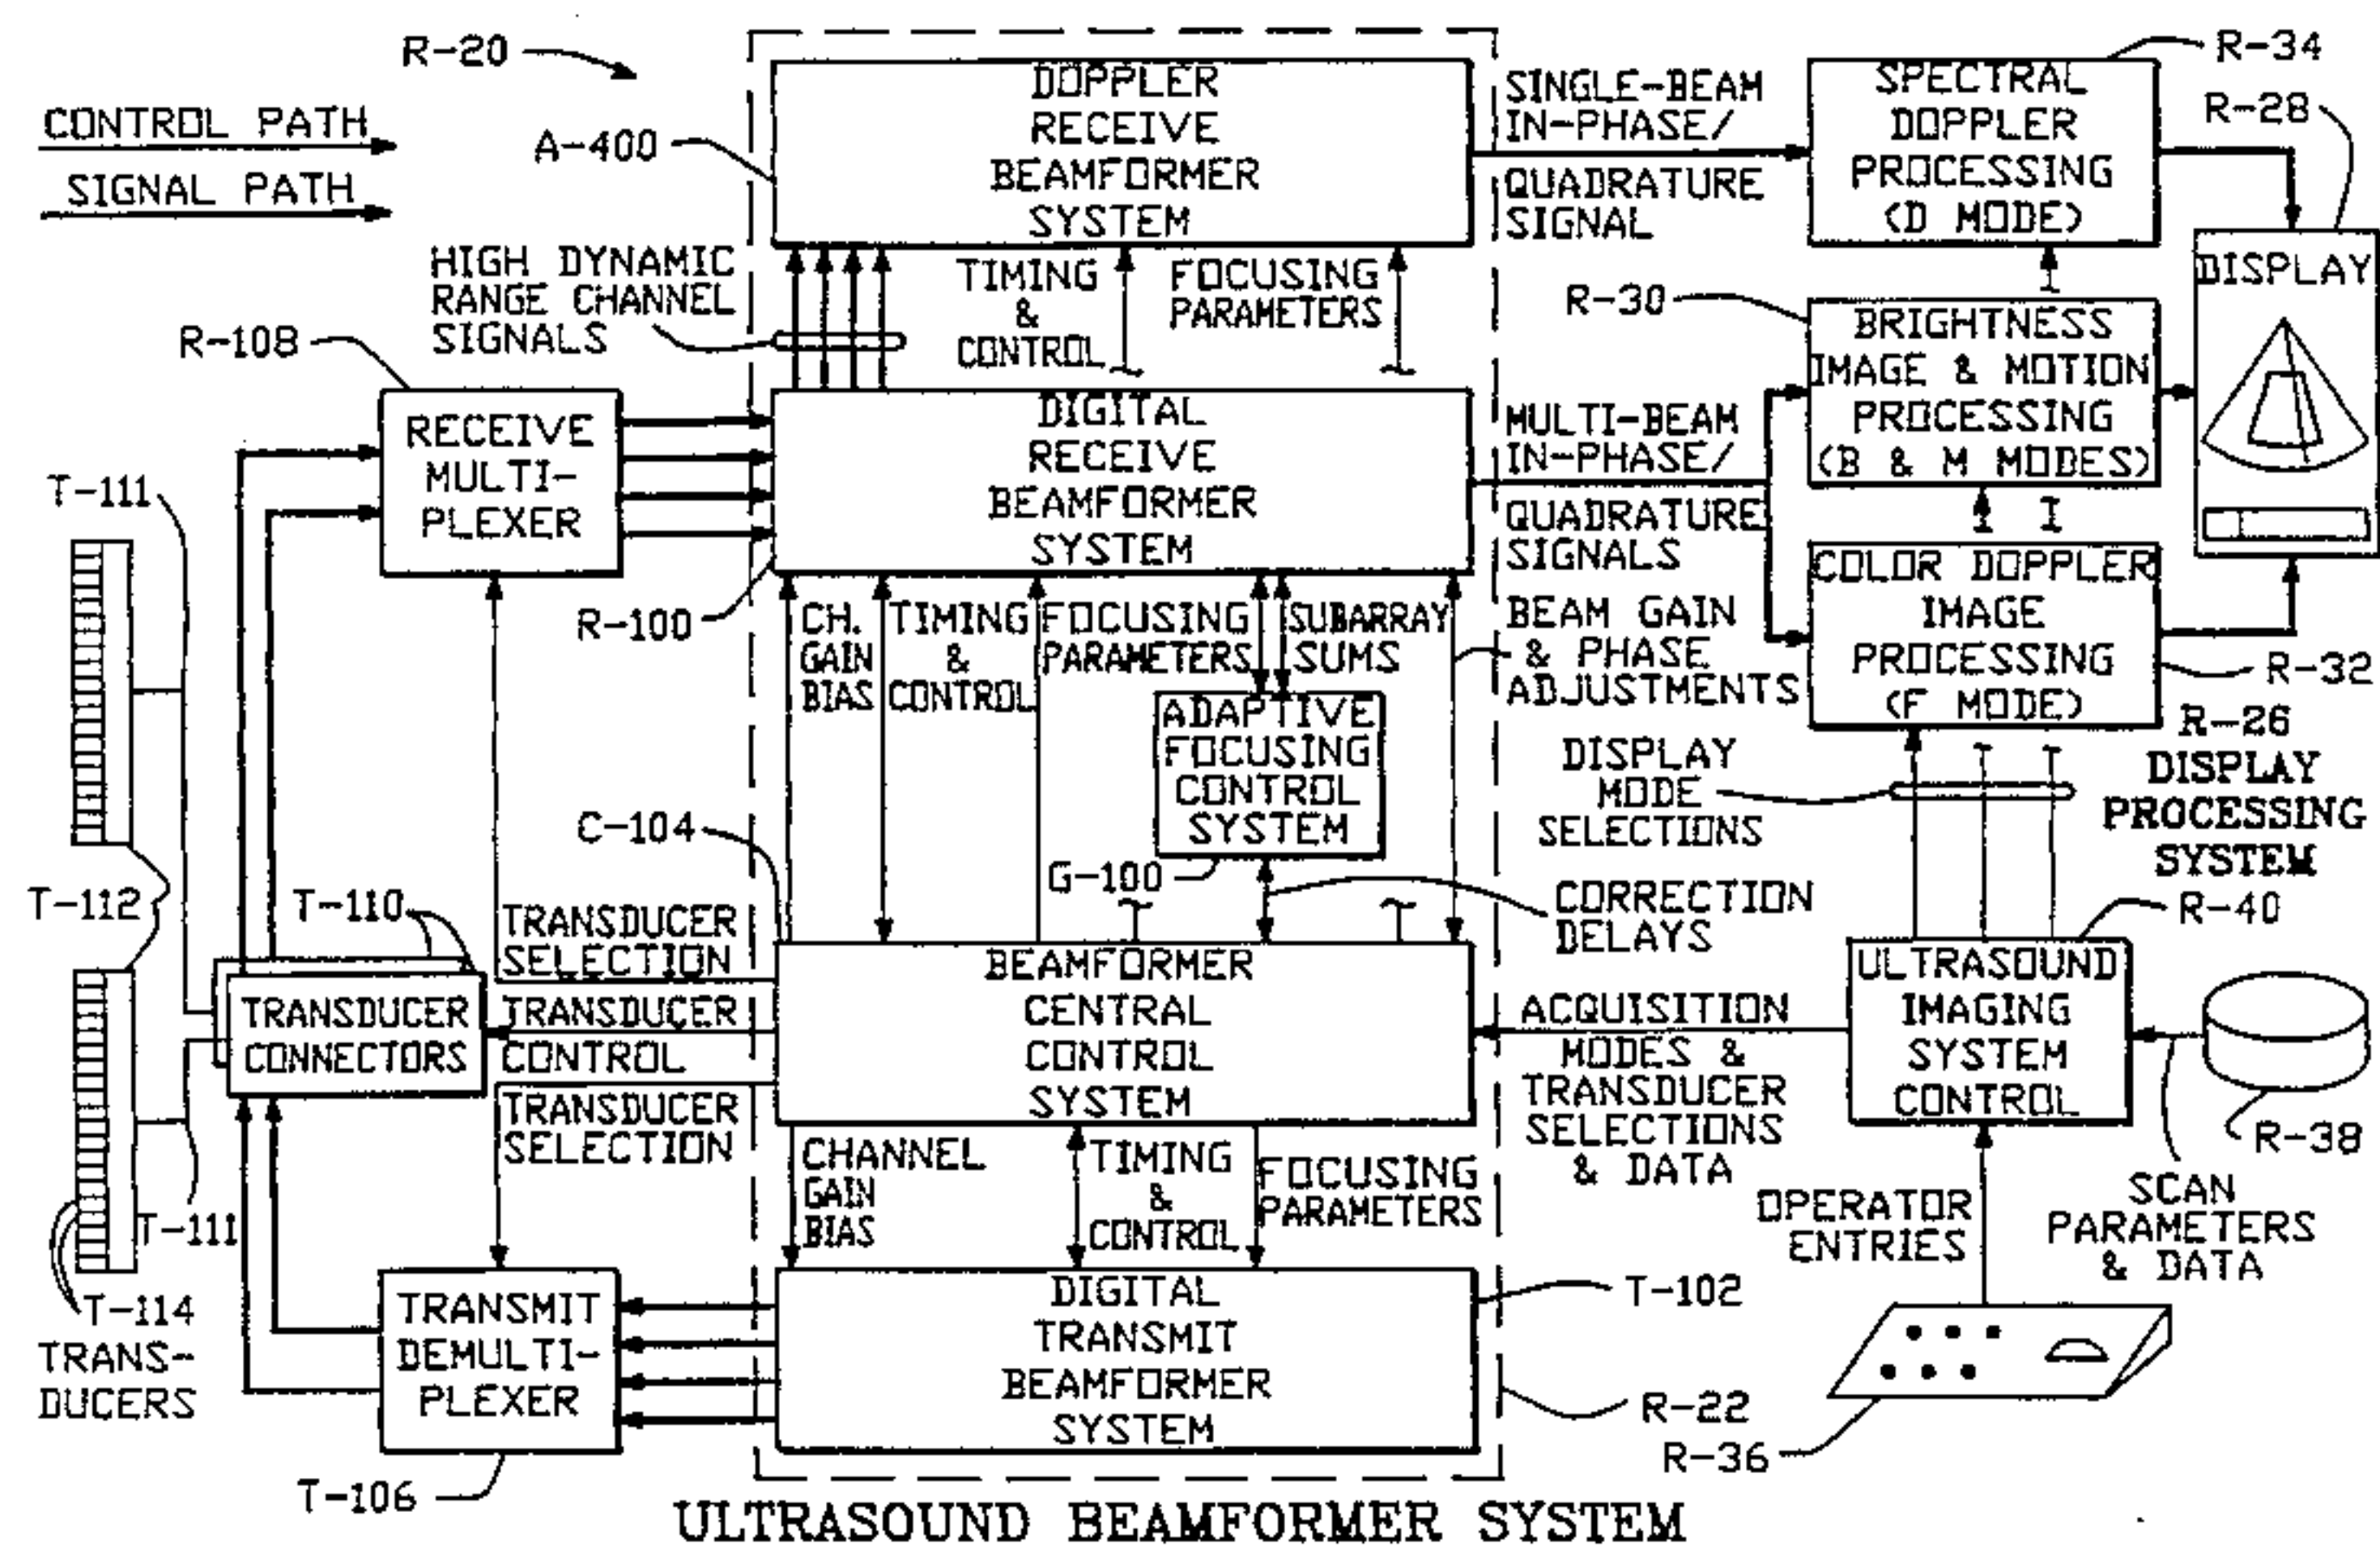 R-20
CONTROL PATH
SIGNAL PATH
A-400
DOPPLER
RECEIVE
BEAMFORMER
SYSTEM
SINGLE-BEAM
IN-PHASE/
QUADRATURE
SIGNAL
SPECTRAL
DOPPLER
PROCESSING
(D MODE)
R-34
R-28
DISPLAY
HIGH DYNAMIC
RANGE CHANNEL
SIGNALS
TIMING
&
CONTROL
FOCUSING
PARAMETERS
R-30
BRIGHTNESS
IMAGE & MOTION
PROCESSING
(B & M MODES)
R-108
RECEIVE
MULTI-
PLEXER
DIGITAL
RECEIVE
BEAMFORMER
SYSTEM
MULTI-BEAM
IN-PHASE/
QUADRATURE
SIGNALS
T-111
R-100
COLOR DOPPLER
IMAGE
PROCESSING
(F MODE)
R-32
R-26
DISPLAY
PROCESSING
SYSTEM
CH.
GAIN
BIAS
TIMING
&
CONTROL
FOCUSING
PARAMETERS
SUBARRAY
SUMS
BEAM GAIN
& PHASE
ADJUSTMENTS
ADAPTIVE
FOCUSING
CONTROL
SYSTEM
DISPLAY
MODE
SELECTIONS
C-104
G-100
CORRECTION
DELAYS
R-40
T-112
T-110
TRANSDUCER
SELECTION
TRANSDUCER
CONNECTORS
TRANSDUCER
CONTROL
TRANSDUCER
SELECTION
BEAMFORMER
CENTRAL
CONTROL
SYSTEM
ACQUISITION
MODES &
TRANSDUCER
SELECTIONS
& DATA
ULTRASOUND
IMAGING
SYSTEM
CONTROL
R-38
SCAN
PARAMETERS
& DATA
OPERATOR
ENTRIES
CHANNEL
GAIN
BIAS
TIMING
&
CONTROL
FOCUSING
PARAMETERS
T-111
T-114
TRANS-
DUCERS
TRANSMIT
DEMULTI-
PLEXER
DIGITAL
TRANSMIT
BEAMFORMER
SYSTEM
T-102
R-22
R-36
T-106
ULTRASOUND BEAMFORMER SYSTEM